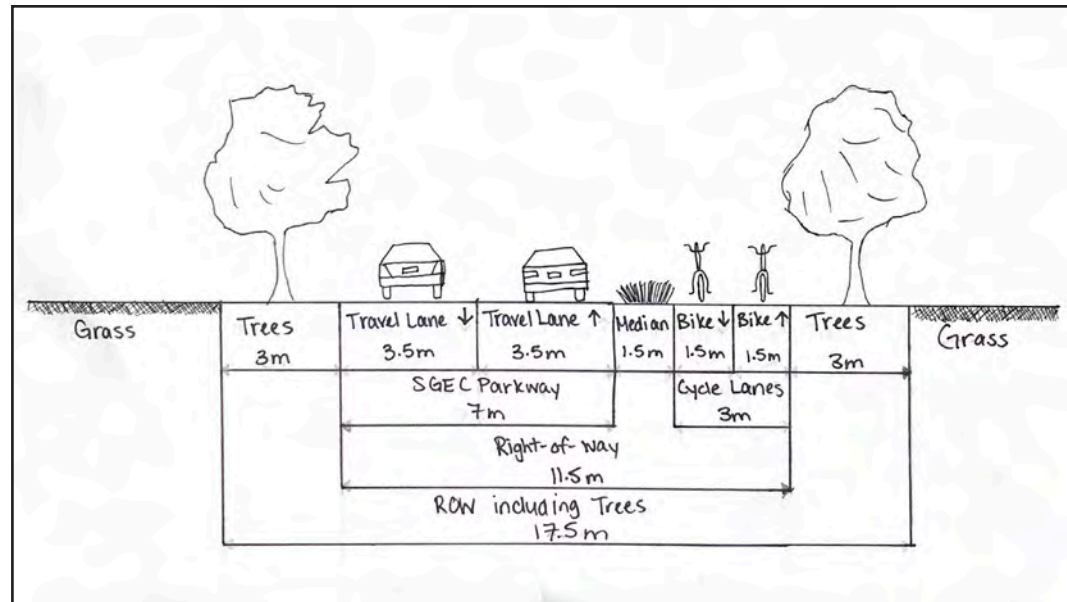 Grass
Trees
3m
Travel Lane ↓
3.5m
Travel Lane ↑
3.5m
Median
1.5m
Bike ↓
1.5m
Bike ↑
1.5m
Trees
3m
Grass
SGEC Parkway
7m
Cycle Lanes
3m
Right-of-way
11.5m
ROW including Trees
17.5m